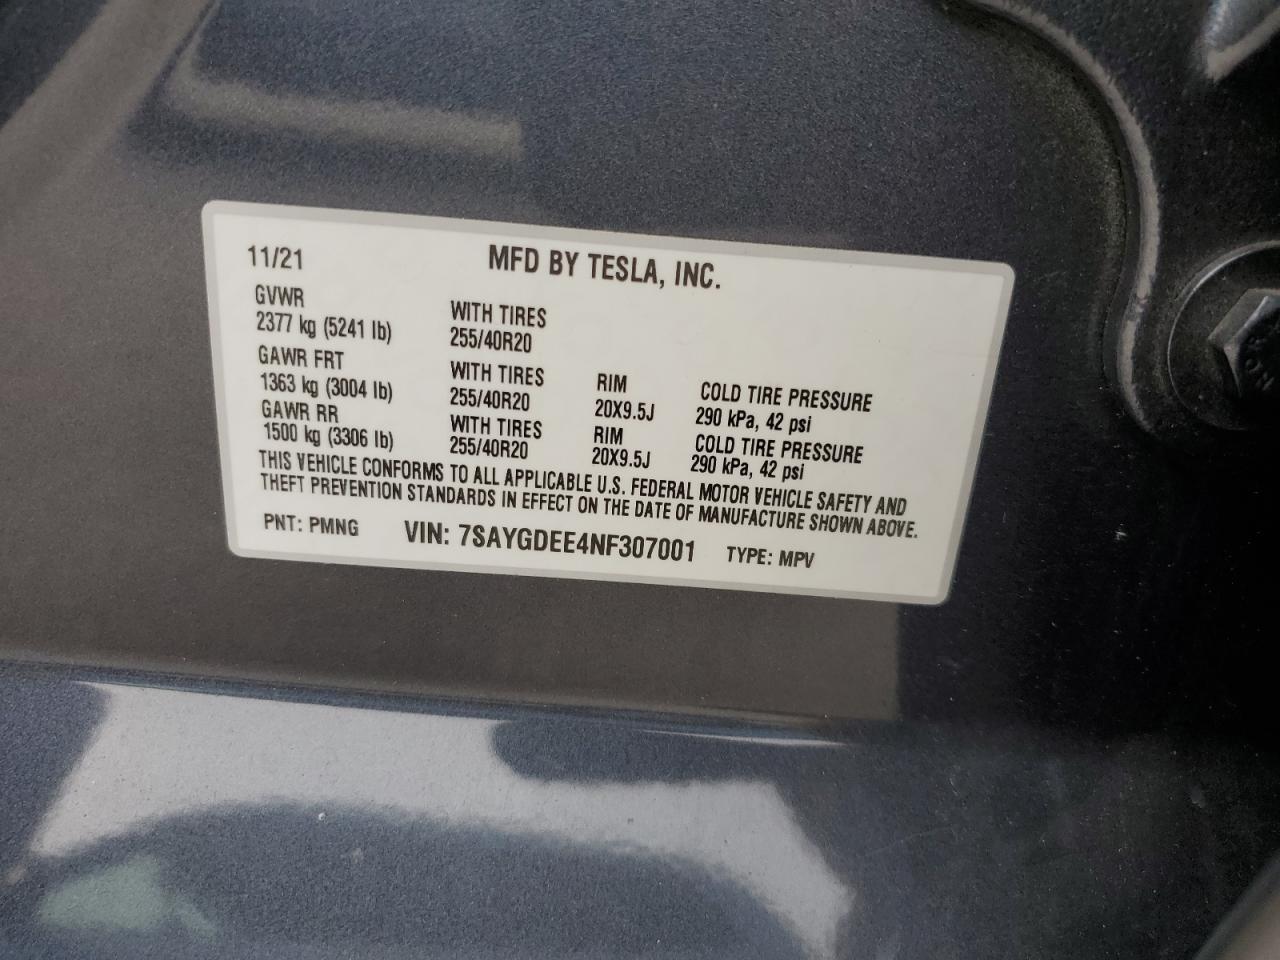 11/21 MFD BY TESLA, INC.
GVWR
2377 kg (5241 lb) WITH TIRES 255/40R20
GAWR FRT
1363 kg (3004 lb) WITH TIRES 255/40R20 RIM 20X9.5J COLD TIRE PRESSURE 290 kPa, 42 psi
GAWR RR
1500 kg (3306 lb) WITH TIRES 255/40R20 RIM 20X9.5J COLD TIRE PRESSURE 290 kPa, 42 psi
THIS VEHICLE CONFORMS TO ALL APPLICABLE U.S. FEDERAL MOTOR VEHICLE SAFETY AND
THEFT PREVENTION STANDARDS IN EFFECT ON THE DATE OF MANUFACTURE SHOWN ABOVE.
PNT: PMNG VIN: 7SAYGDEE4NF307001 TYPE: MPV